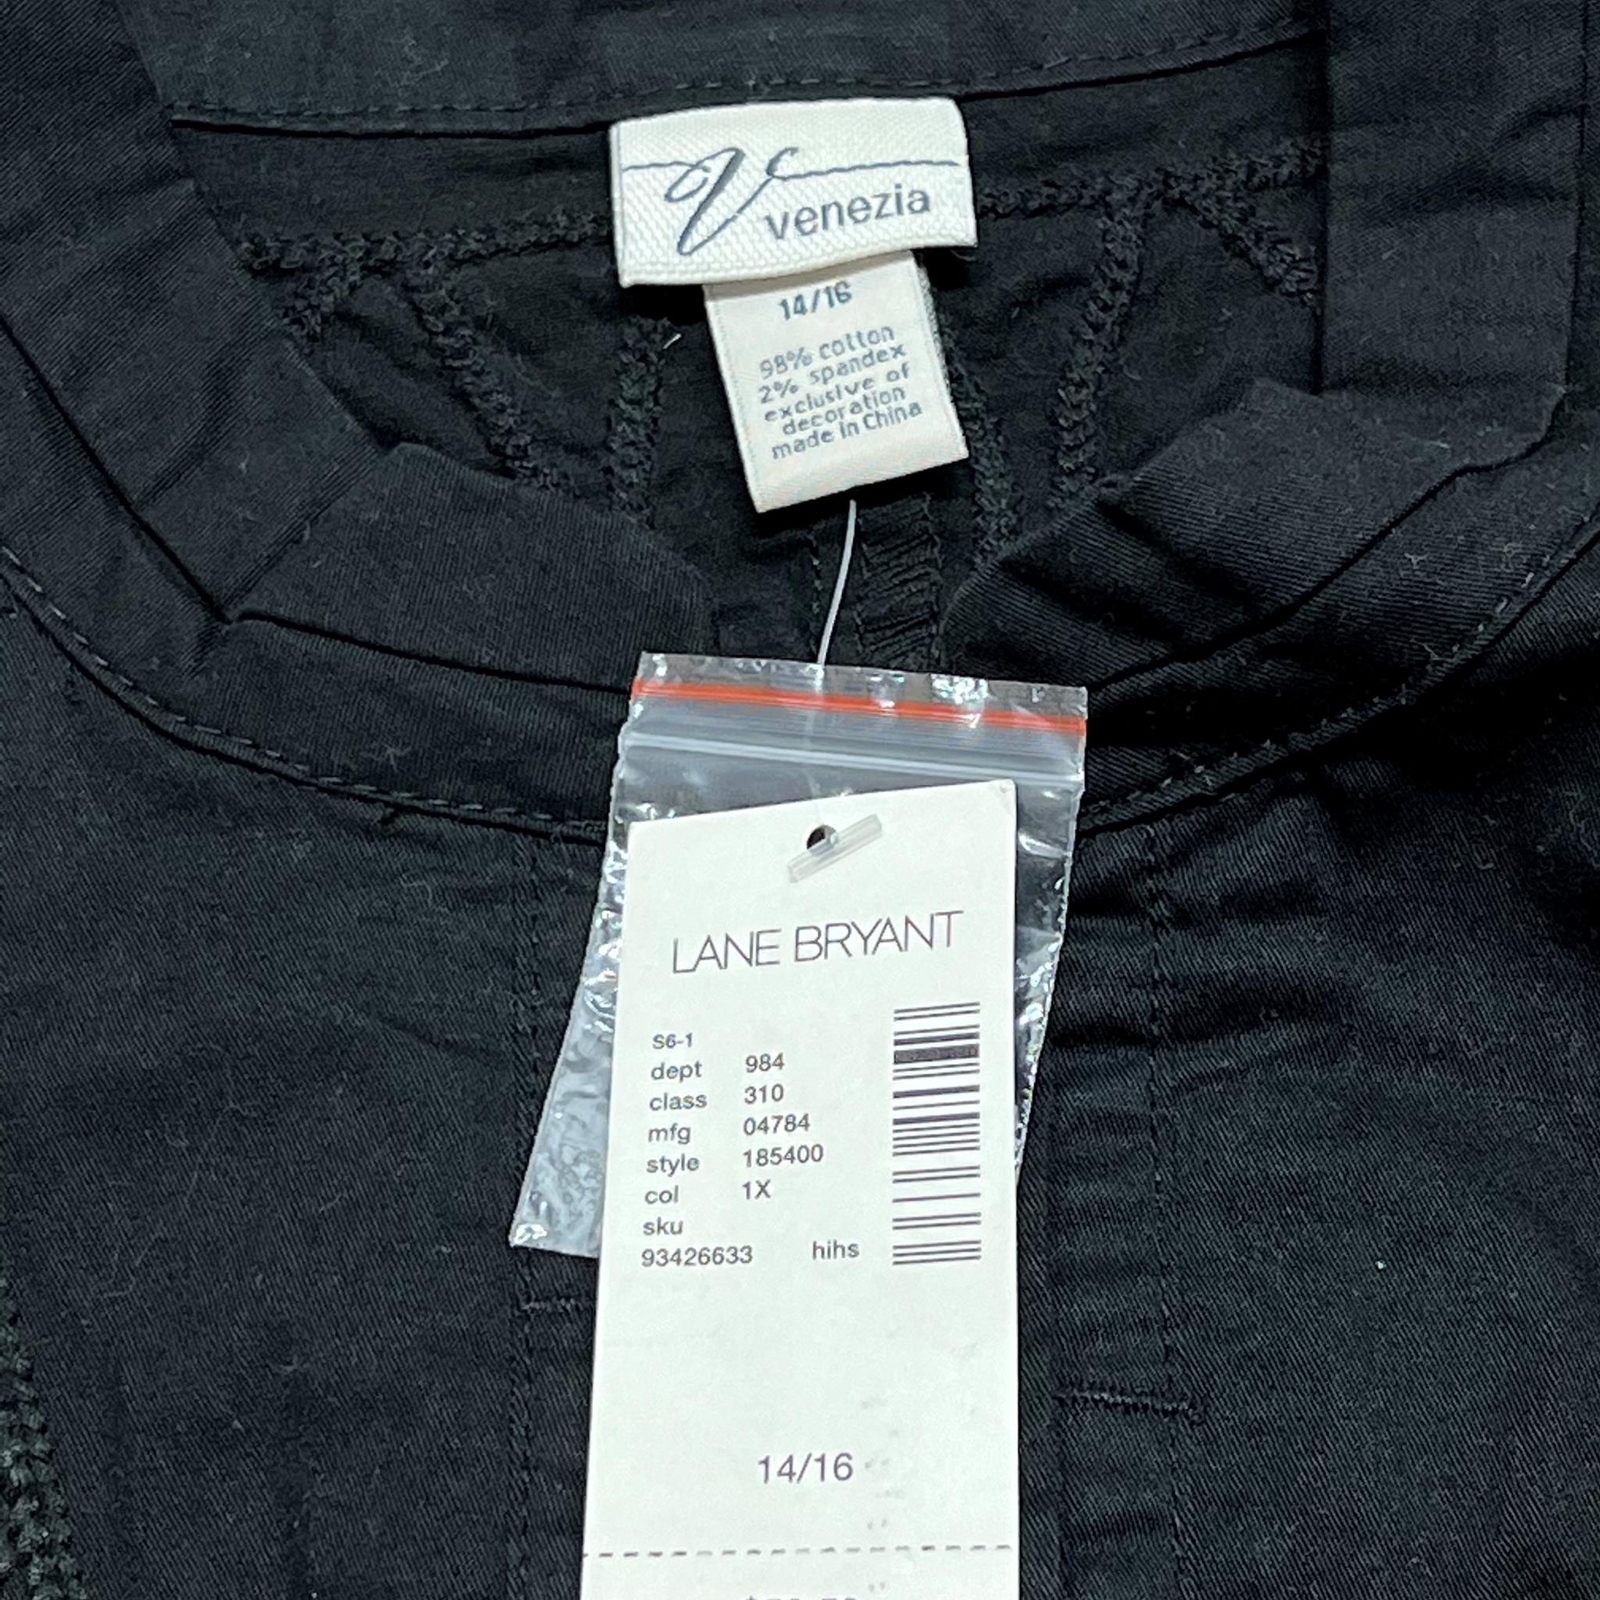 V
venezia
14/16
98% cotton
2% spandex
exclusive of
decoration
made in China
LANE BRYANT
S6-1
dept 984
class 310
mfg 04784
style 185400
col 1X
sku
93426633 hihs
14/16